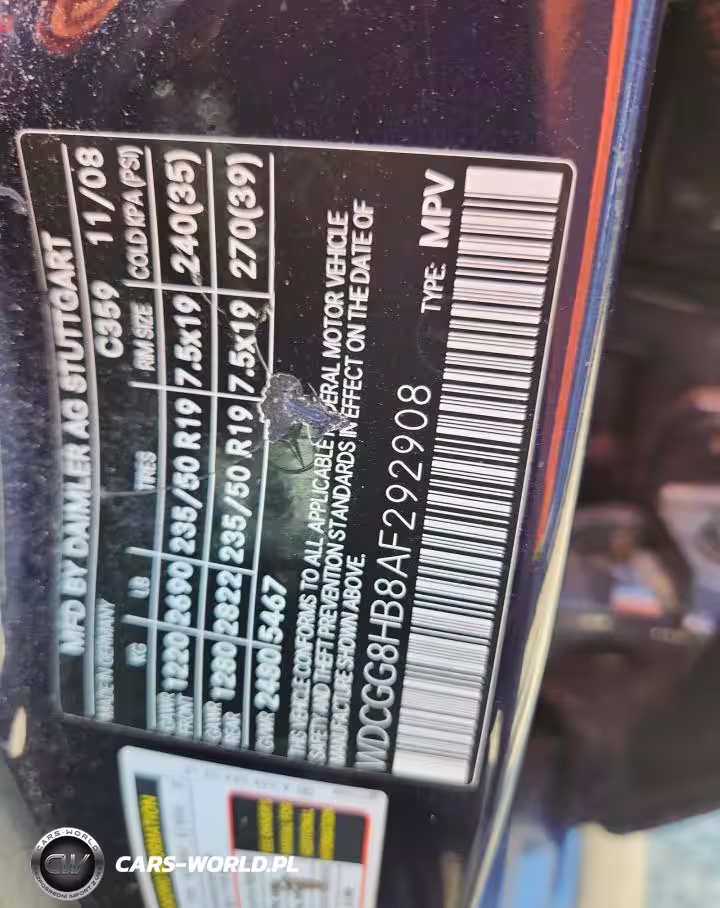 MFD BY DAIMLER AG STUTTGART
MADE IN GERMANY C359 11/08
KG LB TIRES RIM SIZE COLD KPA (PSI)
GAWR FRONT 1220 2690 235/50 R19 7.5x19 240(35)
GAWR REAR 1280 2822 235/50 R19 7.5x19 270(39)
GVWR 2480 5467
THIS VEHICLE CONFORMS TO ALL APPLICABLE FEDERAL MOTOR VEHICLE
SAFETY AND THEFT PREVENTION STANDARDS IN EFFECT ON THE DATE OF
MANUFACTURE SHOWN ABOVE.
WDCGG8HB8AF292908 TYPE: MPV
CARS-WORLD
CW
CARS-WORLD.PL